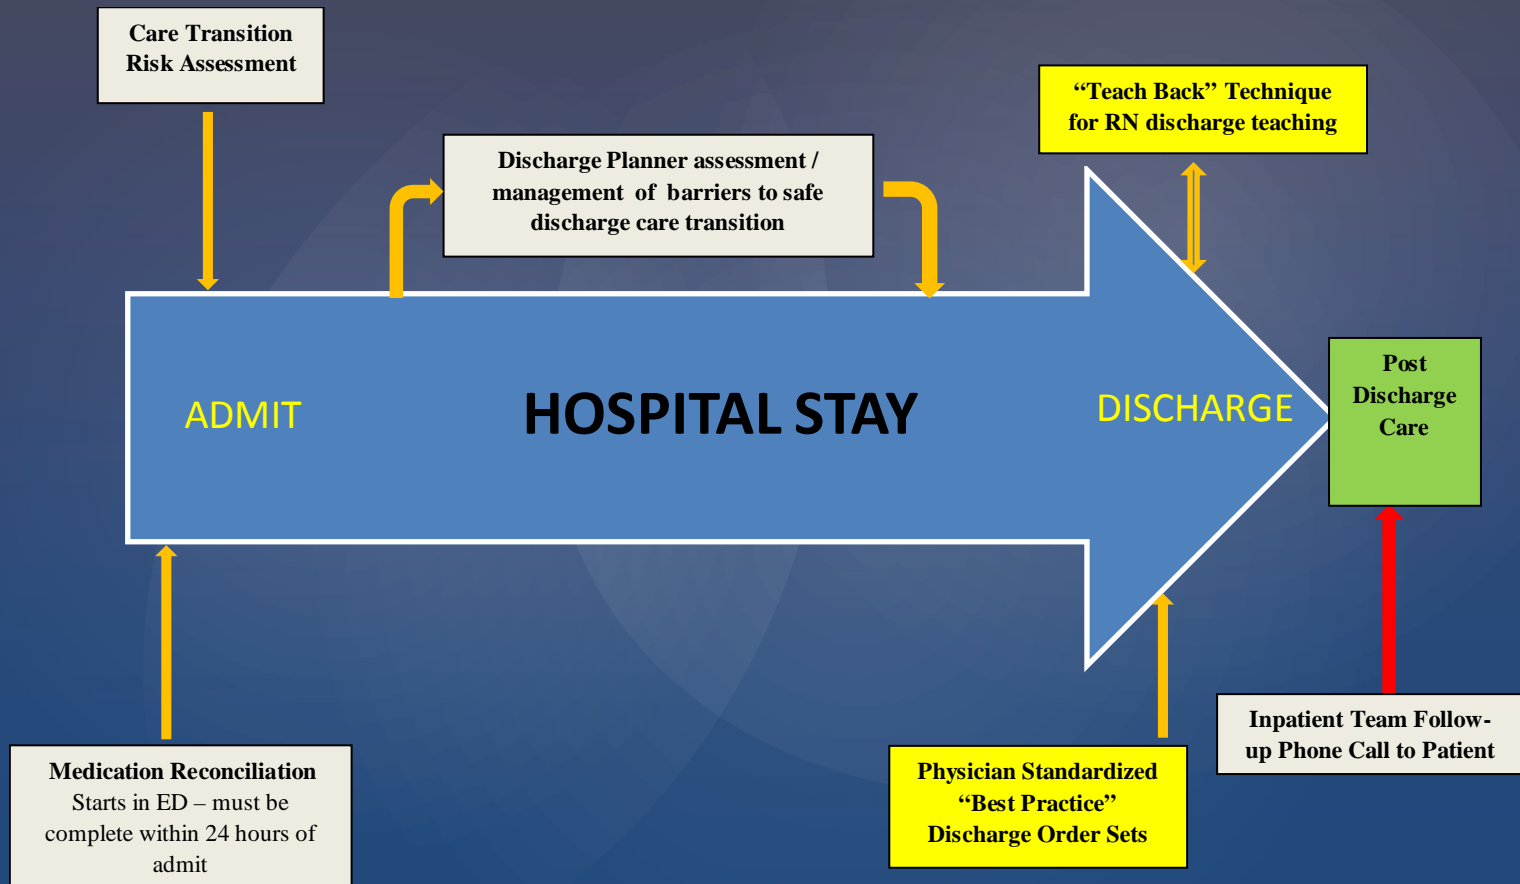 Care Transition
Risk Assessment
“Teach Back” Technique
for RN discharge teaching
Discharge Planner assessment /
management of barriers to safe
discharge care transition
ADMIT
HOSPITAL STAY
DISCHARGE
Post
Discharge
Care
Medication Reconciliation
Starts in ED – must be
complete within 24 hours of
admit
Physician Standardized
“Best Practice”
Discharge Order Sets
Inpatient Team Follow-
up Phone Call to Patient